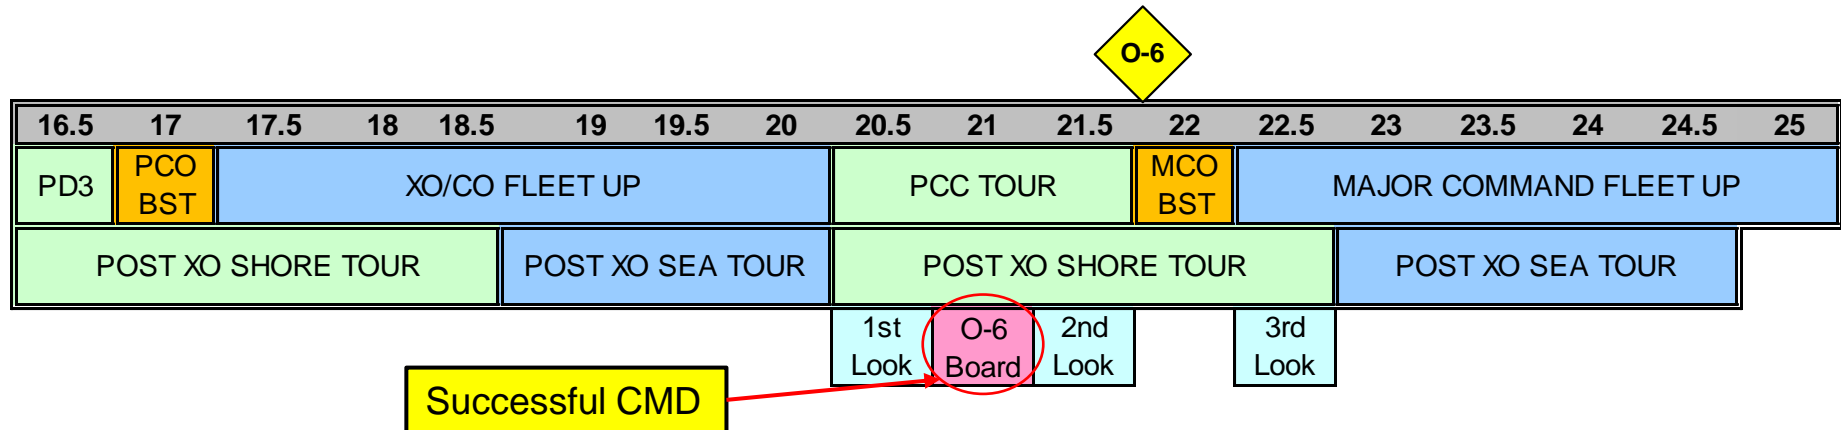 O-6
16.5 17 17.5 18 18.5 19 19.5 20 20.5 21 21.5 22 22.5 23 23.5 24 24.5 25
PD3
PCO
BST
XO/CO FLEET UP
PCC TOUR
MCO
BST
MAJOR COMMAND FLEET UP
POST XO SHORE TOUR
POST XO SEA TOUR
POST XO SHORE TOUR
POST XO SEA TOUR
1st
Look
O-6
Board
2nd
Look
3rd
Look
Successful CMD